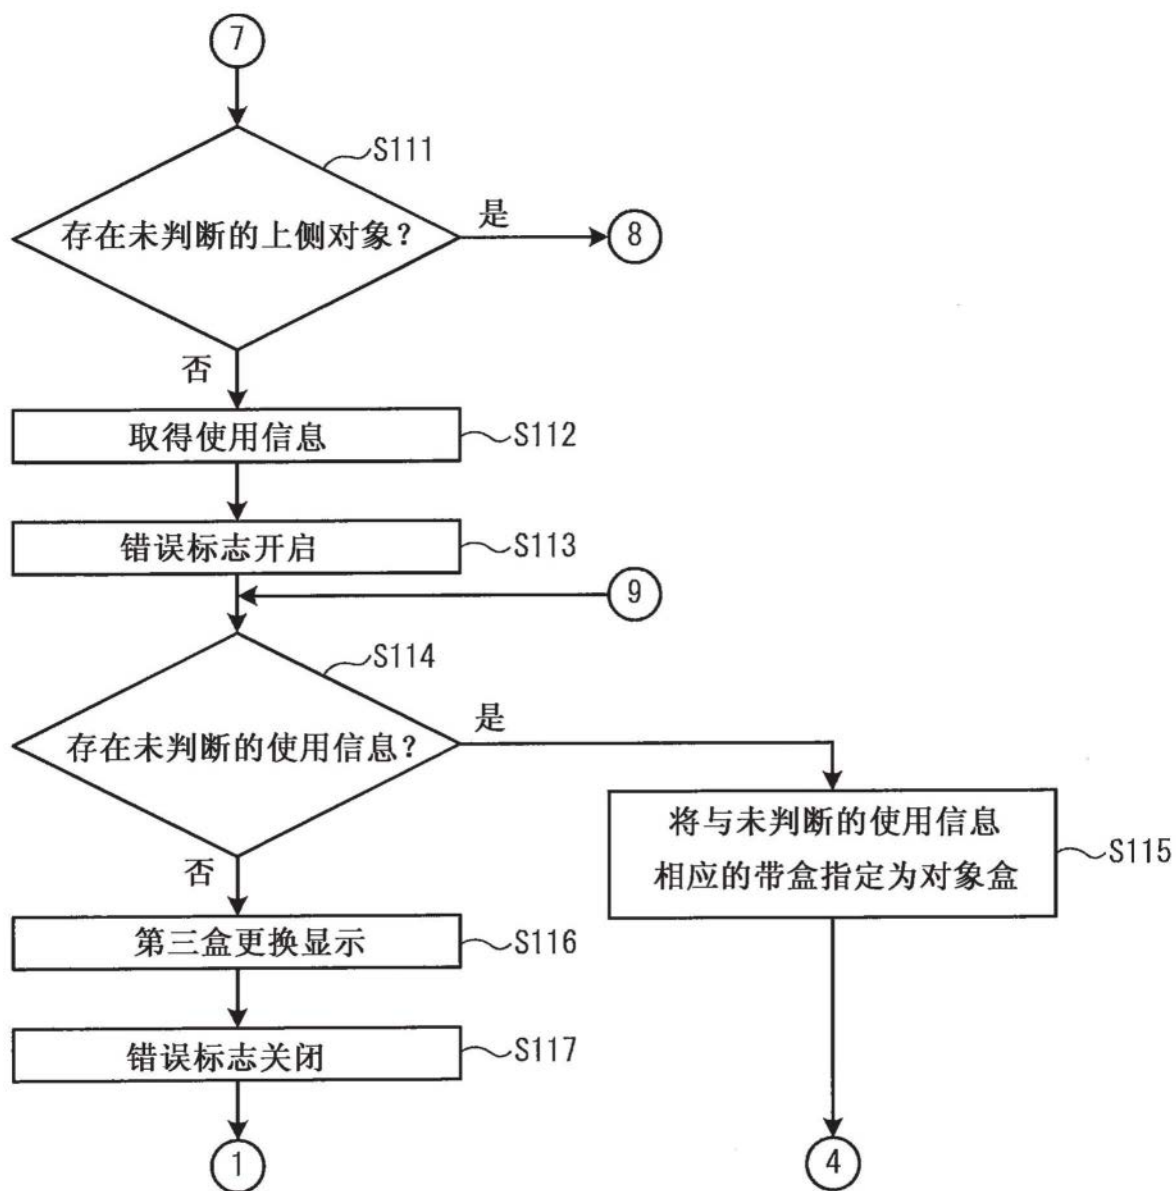 7
S111
存在未判断的上侧对象？
是
8
否
取得使用信息
S112
错误标志开启
S113
9
S114
存在未判断的使用信息？
是
将与未判断的使用信息
相应的带盒指定为对象盒
S115
否
第三盒更换显示
S116
错误标志关闭
S117
1
4